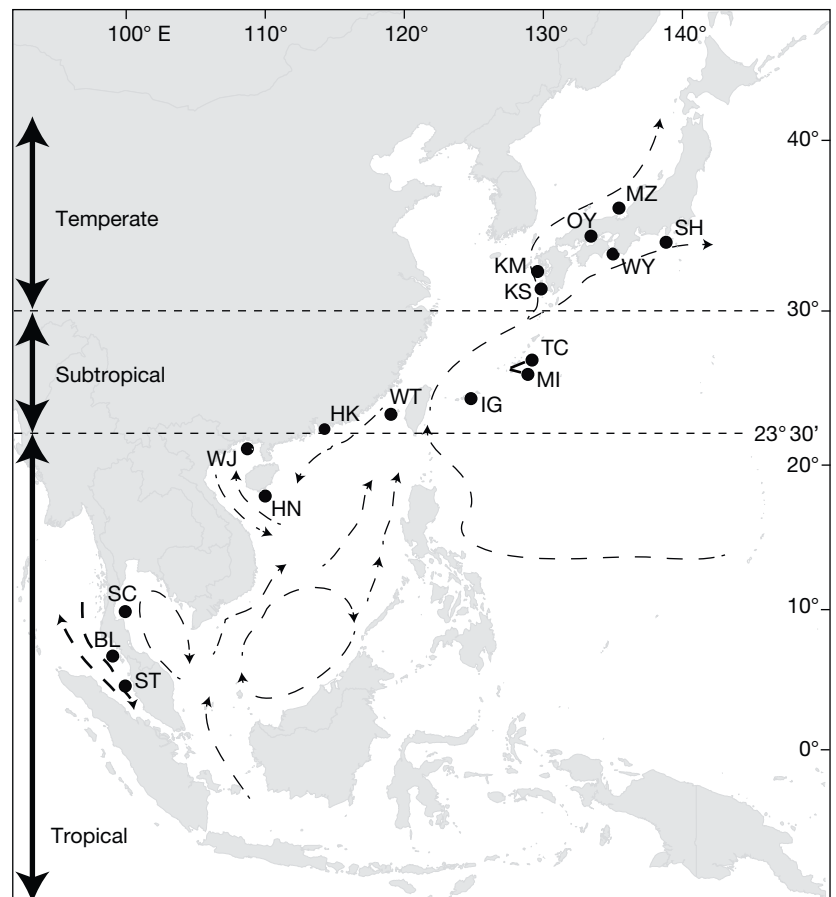 100° E 110° 120° 130° 140°
40°
MZ
Temperate
OY
SH
KM
WY
KS
30°
TC
Subtropical
MI
WT
IG
HK
23° 30’
WJ
20°
HN
SC
10°
BL
ST
0°
Tropical